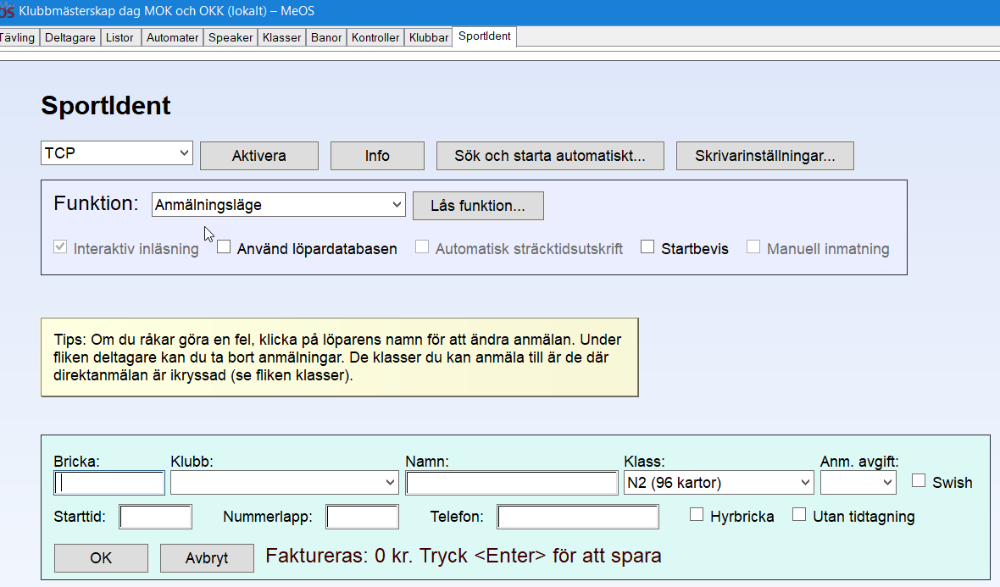 Klubbmästerskap dag MOK och OKK (lokalt) – MeOS
Tävling Deltagare Listor Automater Speaker Klasser Banor Kontroller Klubbar SportIdent
SportIdent
TCP Aktivera Info Sök och starta automatiskt... Skrivarinställningar...
Funktion: Anmälningsläge Lås funktion...
Interaktiv inläsning Använd löpardatabasen Automatisk sträcktidsutskrift Startbevis Manuell inmatning
Tips: Om du råkar göra en fel, klicka på löparens namn för att ändra anmälan. Under
fliken deltagare kan du ta bort anmälningar. De klasser du kan anmäla till är de där
direktanmälan är ikryssad (se fliken klasser).
Bricka: Klubb: Namn: Klass: Anm. avgift:
N2 (96 kartor) Swish
Starttid: Nummerlapp: Telefon: Hyrbricka Utan tidtagning
OK Avbryt Faktureras: 0 kr. Tryck <Enter> för att spara